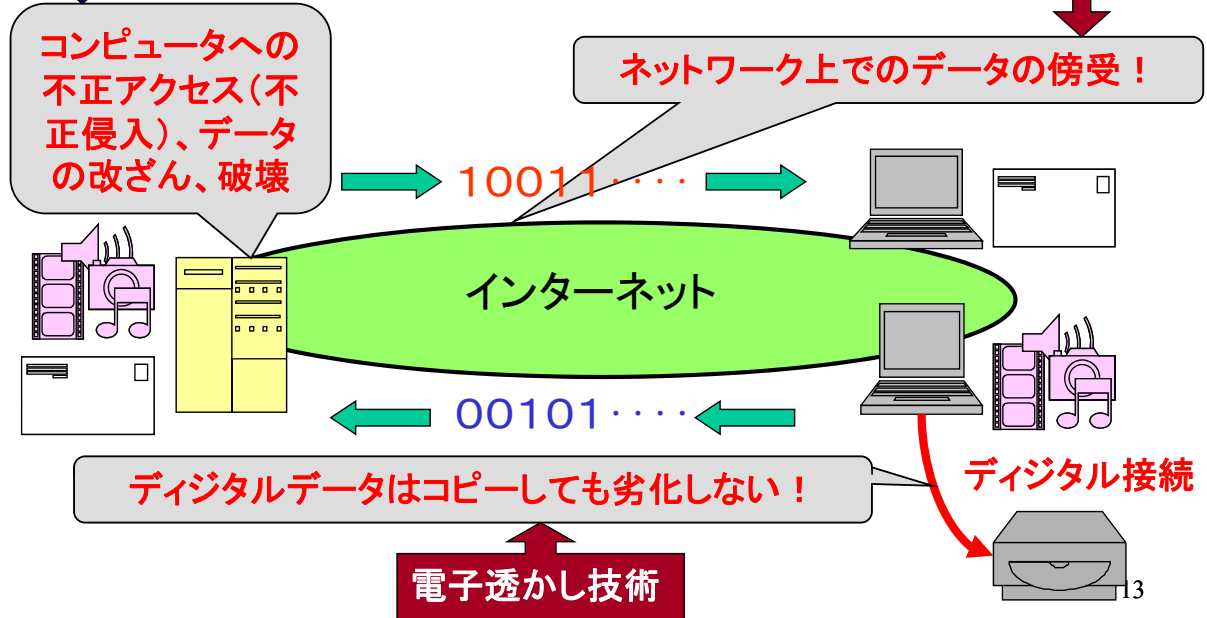 コンピュータへの
不正アクセス（不
正侵入）、データ
の改ざん、破壊
ネットワーク上でのデータの傍受！
10011････
インターネット
00101････
ディジタルデータはコピーしても劣化しない！
ディジタル接続
電子透かし技術
13